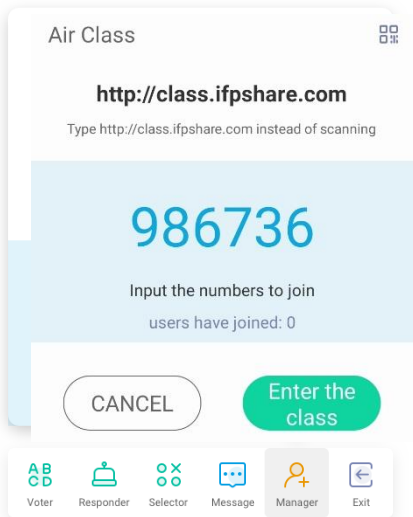 Air Class
http://class.ifpshare.com
Type http://class.ifpshare.com instead of scanning
986736
Input the numbers to join
users have joined: 0
CANCEL
Enter the
class
A B
C D
Voter
Responder
Selector
Message
Manager
Exit